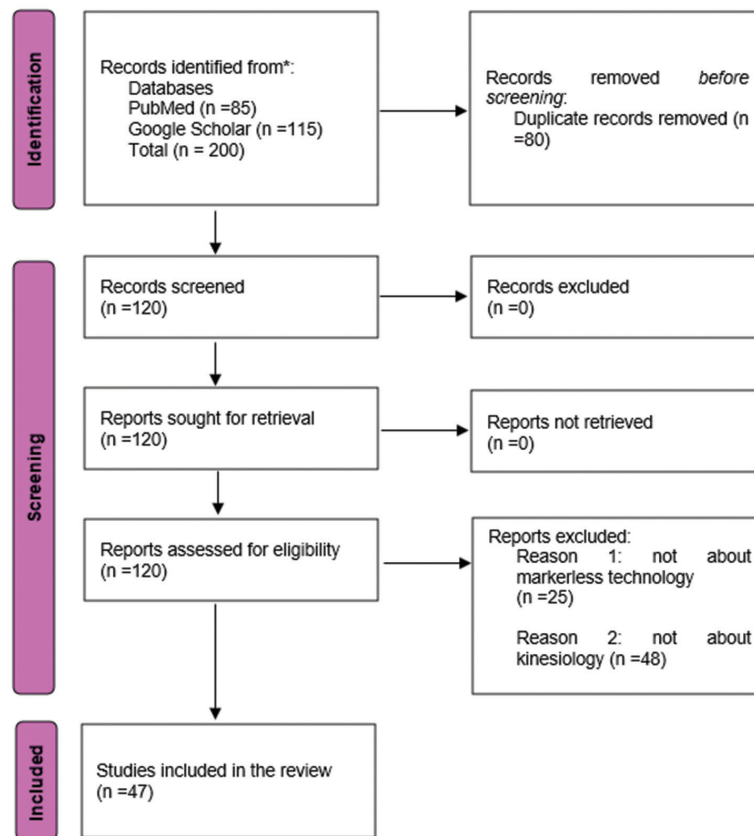 Identification
Records identified from*:
Databases
PubMed (n =85)
Google Scholar (n =115)
Total (n = 200)
Records removed before
screening:
Duplicate records removed (n
=80)
Screening
Records screened
(n =120)
Records excluded
(n =0)
Reports sought for retrieval
(n =120)
Reports not retrieved
(n =0)
Reports assessed for eligibility
(n =120)
Reports excluded:
Reason 1: not about
markerless technology
(n =25)
Reason 2: not about
kinesiology (n =48)
Included
Studies included in the review
(n =47)